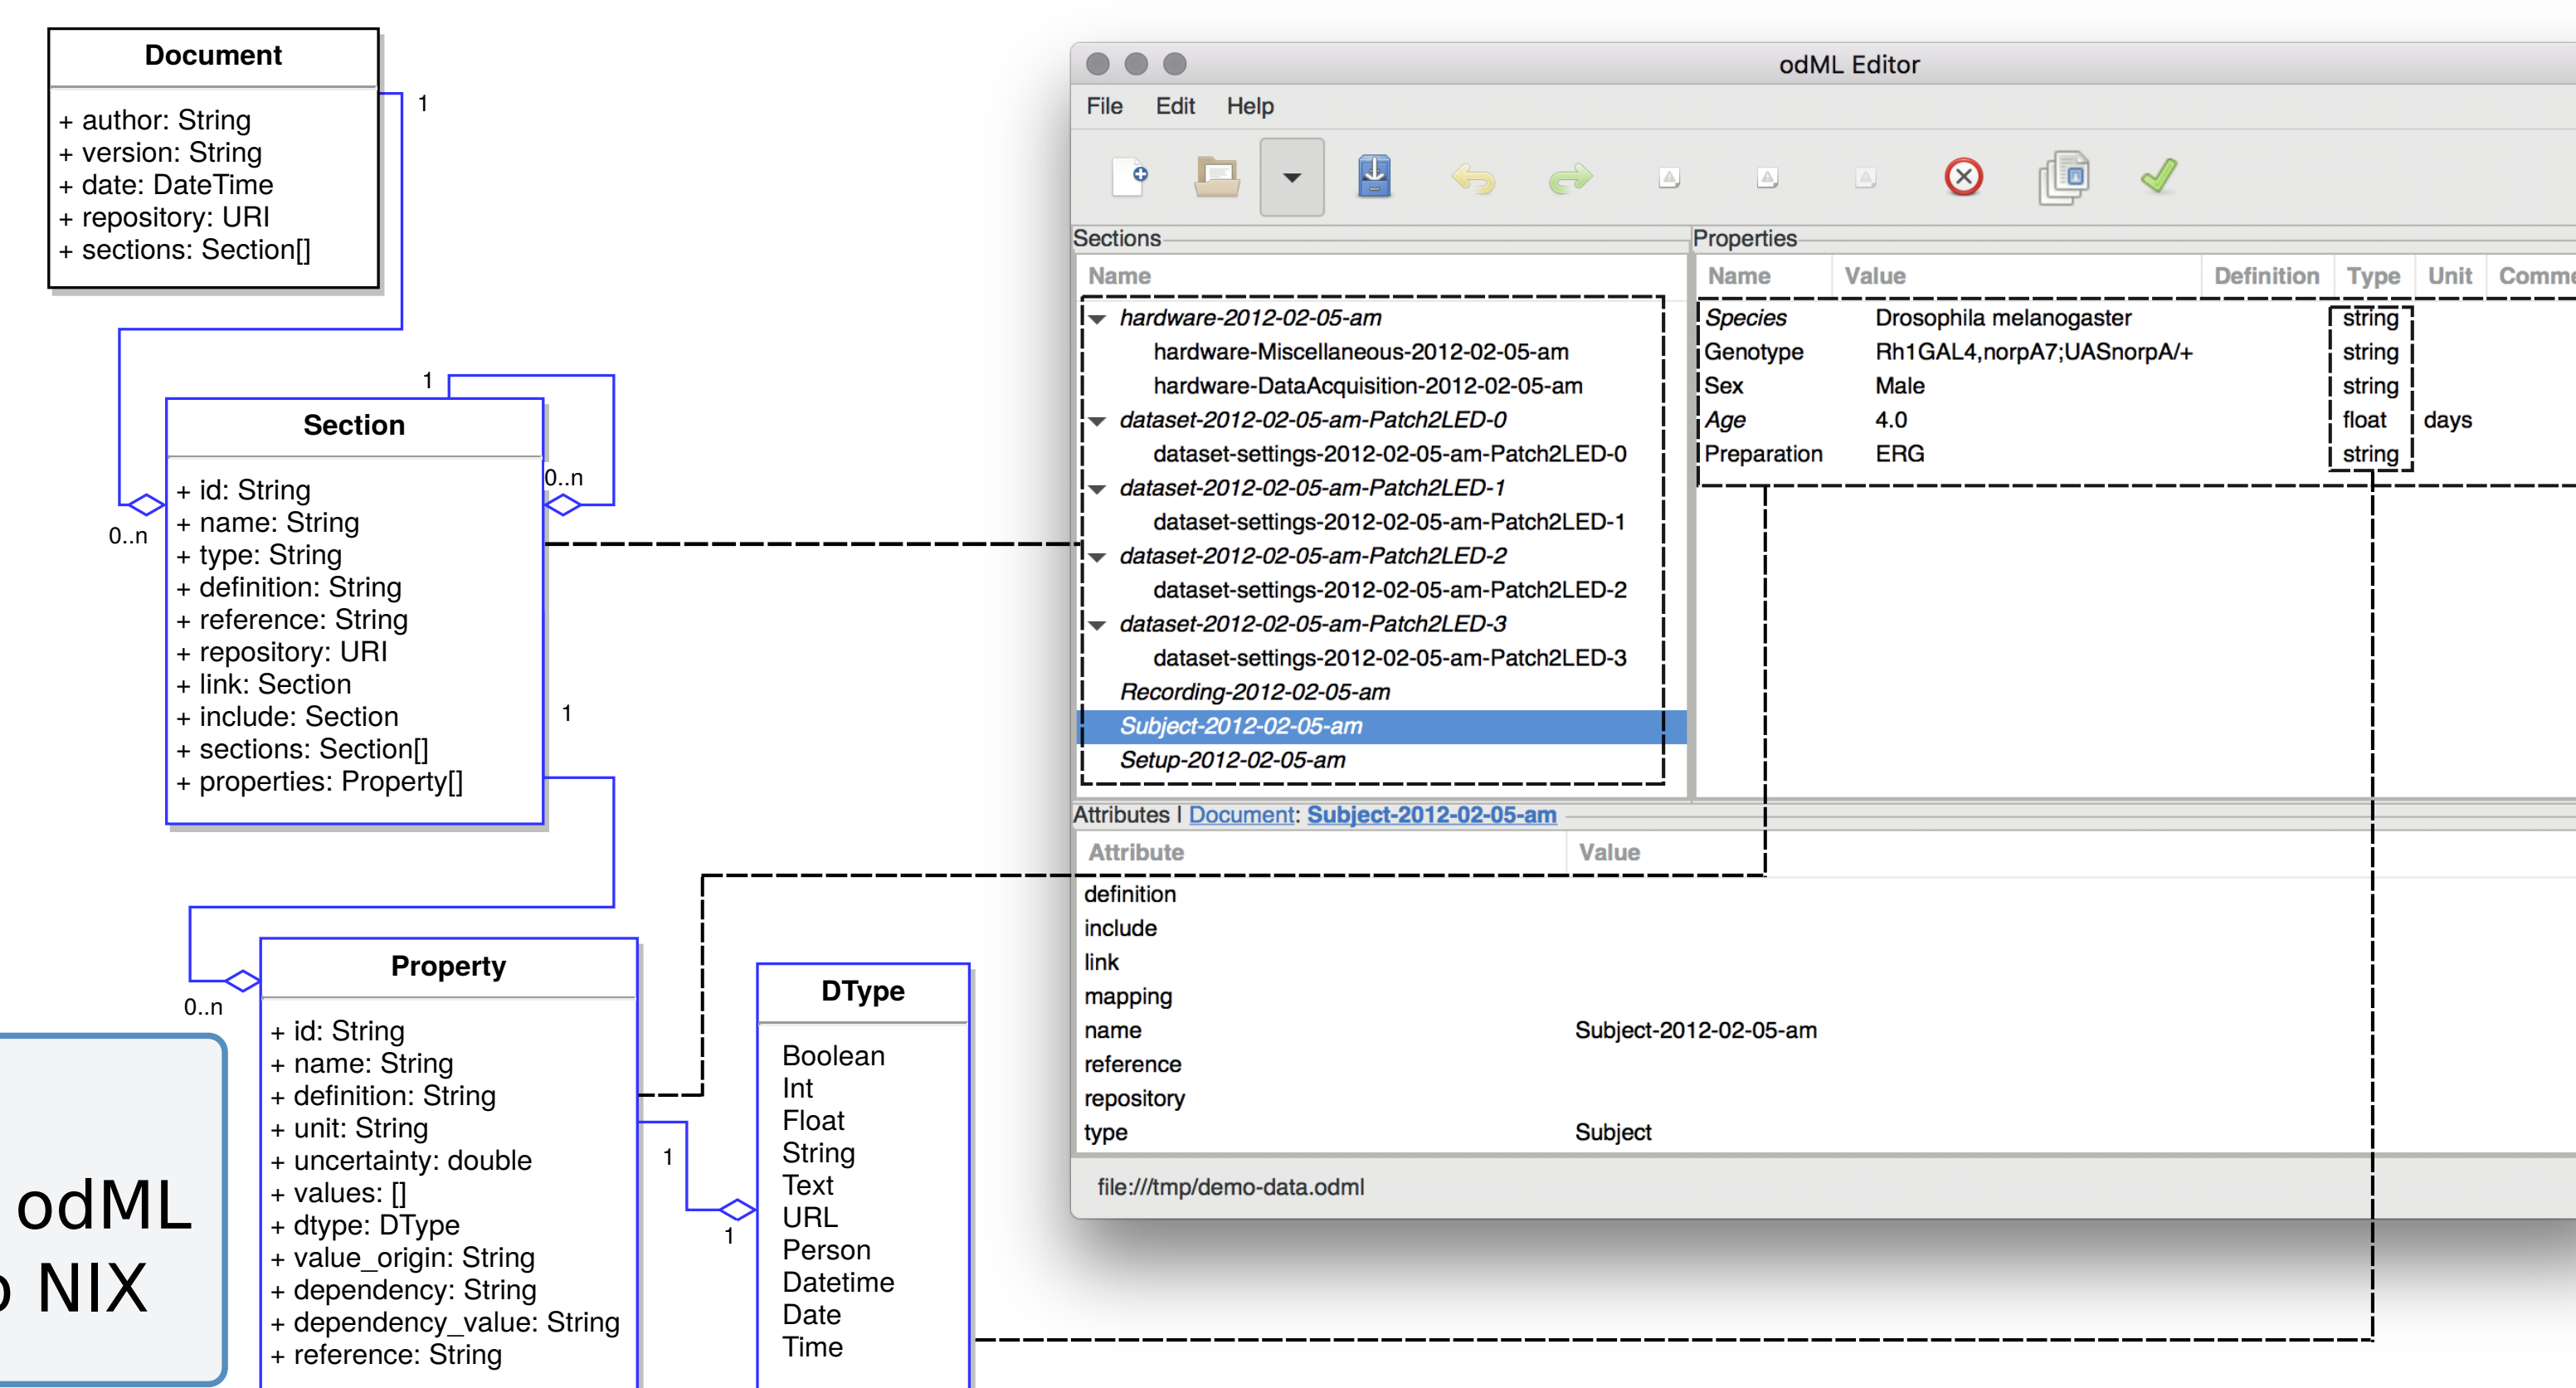 Document
+ author: String
+ version: String
+ date: DateTime
+ repository: URI
+ sections: Section[]
1
1
Section
0..n
0..n
+ id: String
+ name: String
+ type: String
+ definition: String
+ reference: String
+ repository: URI
+ link: Section
+ include: Section
+ sections: Section[]
+ properties: Property[]
1
0..n
Property
+ id: String
+ name: String
+ definition: String
+ unit: String
+ uncertainty: double
+ values: []
+ dtype: DType
+ value_origin: String
+ dependency: String
+ dependency_value: String
+ reference: String
1
1
DType
Boolean
Int
Float
String
Text
URL
Person
Datetime
Date
Time
odML
NIX
odML Editor
File Edit Help
Sections
Name
hardware-2012-02-05-am
hardware-Miscellaneous-2012-02-05-am
hardware-DataAcquisition-2012-02-05-am
dataset-2012-02-05-am-Patch2LED-0
dataset-settings-2012-02-05-am-Patch2LED-0
dataset-2012-02-05-am-Patch2LED-1
dataset-settings-2012-02-05-am-Patch2LED-1
dataset-2012-02-05-am-Patch2LED-2
dataset-settings-2012-02-05-am-Patch2LED-2
dataset-2012-02-05-am-Patch2LED-3
dataset-settings-2012-02-05-am-Patch2LED-3
Recording-2012-02-05-am
Subject-2012-02-05-am
Setup-2012-02-05-am
Properties
Name Value Definition Type Unit Comme
Species Drosophila melanogaster string
Genotype Rh1GAL4,norpA7;UASnorpA/+ string
Sex Male string
Age 4.0 float days
Preparation ERG string
Attributes | Document: Subject-2012-02-05-am
Attribute Value
definition
include
link
mapping
name Subject-2012-02-05-am
reference
repository
type Subject
file:///tmp/demo-data.odml